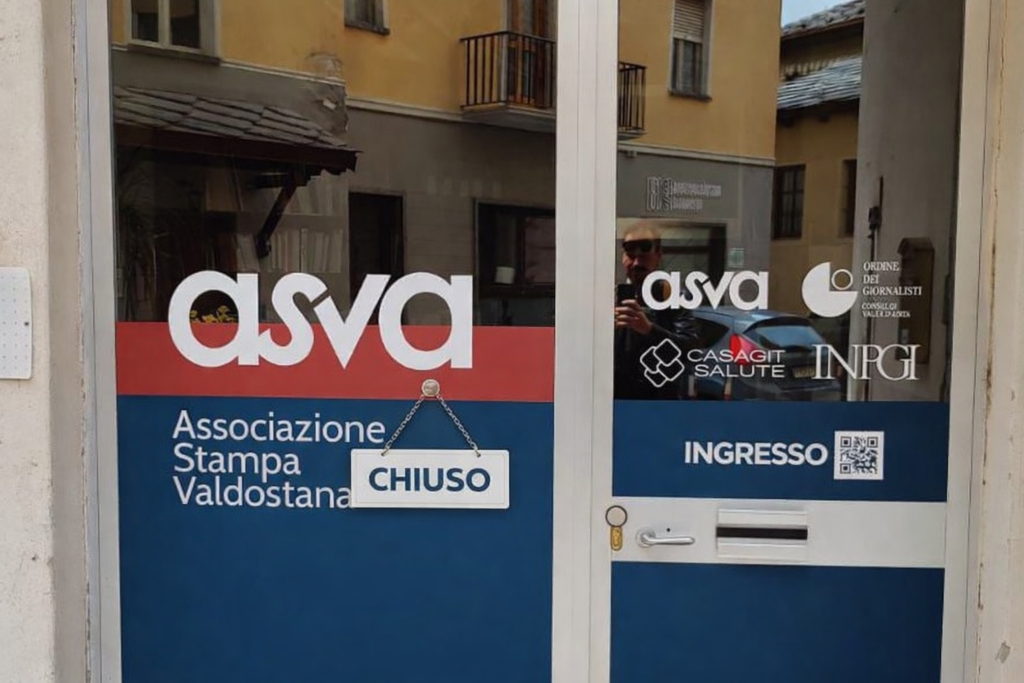 asva
Associazione
Stampa
Valdostana
CHIUSO
asva
ORDINE
DEI
GIORNALISTI
CASAGIT
SALUTE
INPGI
INGRESSO